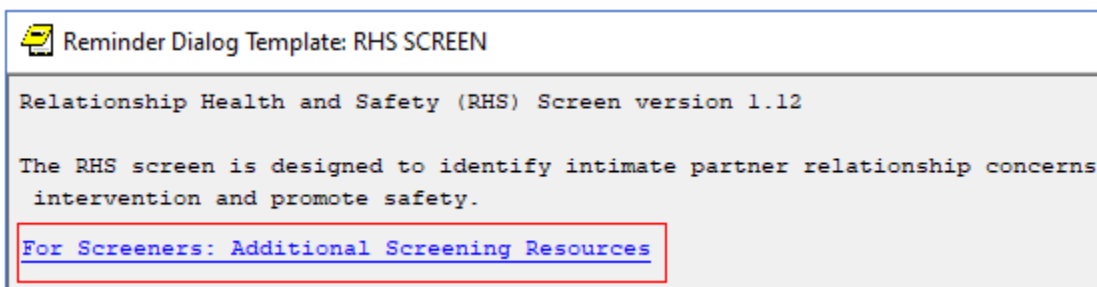 Reminder Dialog Template: RHS SCREEN
Relationship Health and Safety (RHS) Screen version 1.12
The RHS screen is designed to identify intimate partner relationship concerns
intervention and promote safety.
For Screeners: Additional Screening Resources